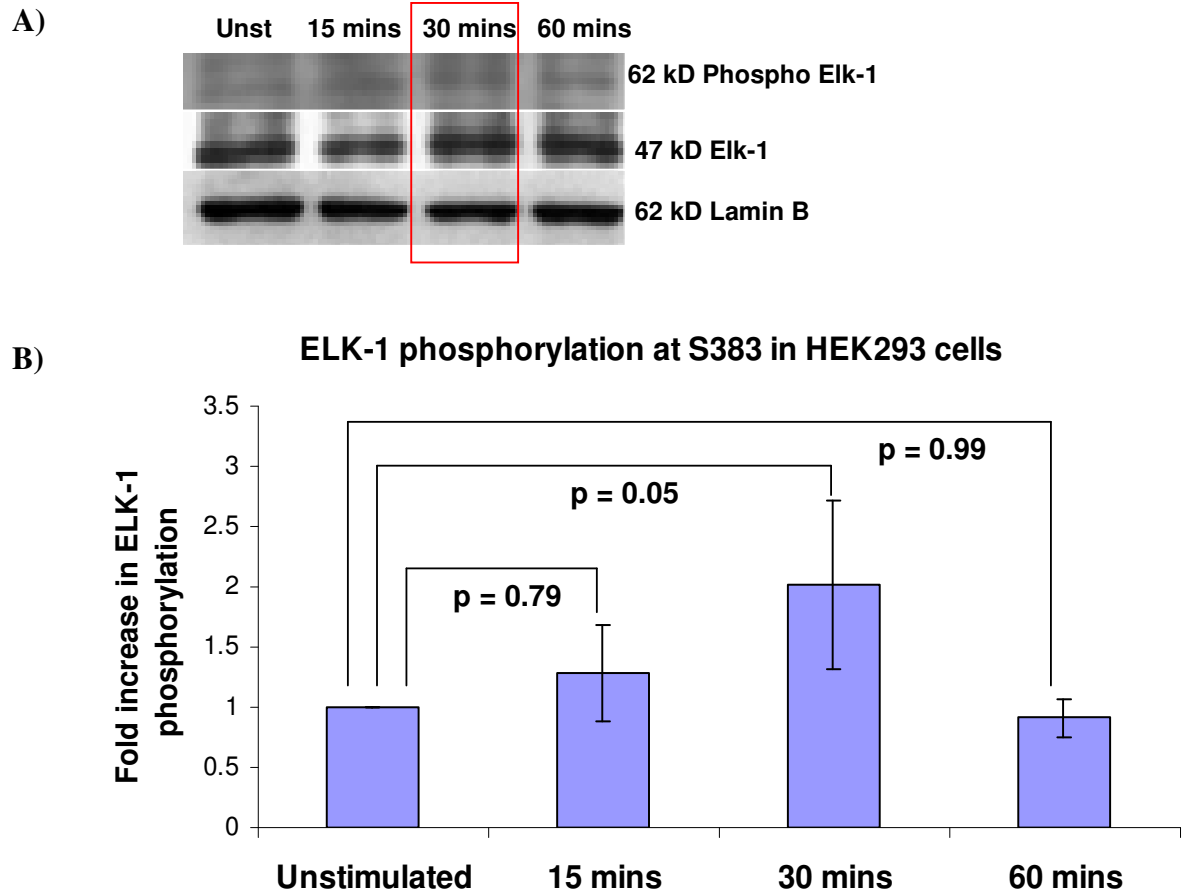 A)
Unst 15 mins 30 mins 60 mins
62 kD Phospho Elk-1
47 kD Elk-1
62 kD Lamin B
B)
ELK-1 phosphorylation at S383 in HEK293 cells
Fold increase in ELK-1
phosphorylation
3.5
3
2.5
2
1.5
1
0.5
0
p = 0.99
p = 0.05
p = 0.79
Unstimulated 15 mins 30 mins 60 mins